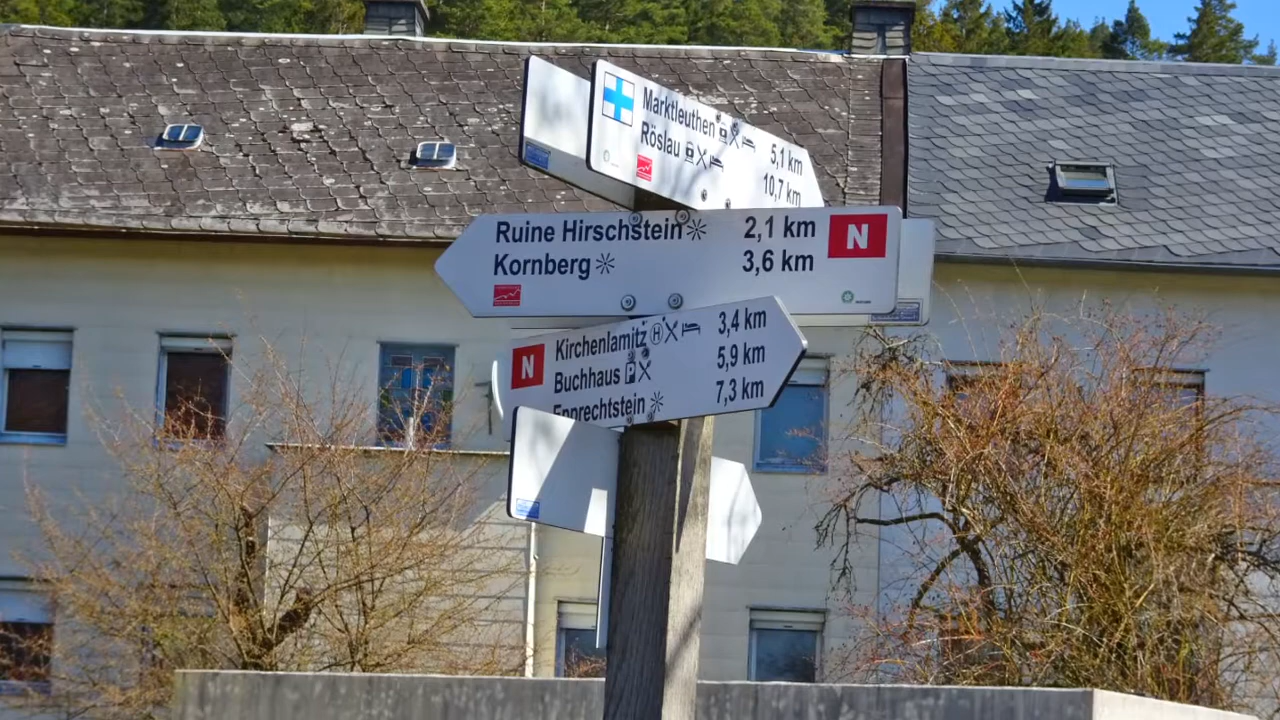 Marktleuthen 5,1 km
Röslau 10,7 km
Ruine Hirschstein 2,1 km N
Kornberg 3,6 km
N Kirchenlamitz H 3,4 km
Buchhaus P 5,9 km
Epprechtstein 7,3 km